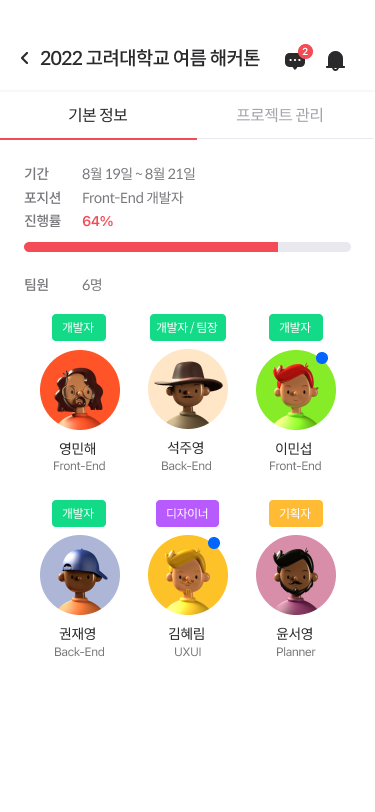 2022 고려대학교 여름 해커톤
2
기본 정보 프로젝트 관리
기간 8월 19일 ~ 8월 21일
포지션 Front-End 개발자
진행률 64%
팀원 6명
개발자 개발자 / 팀장 개발자
영민해 석주영 이민섭
Front-End Back-End Front-End
개발자 디자이너 기획자
권재영 김혜림 윤서영
Back-End UXUI Planner